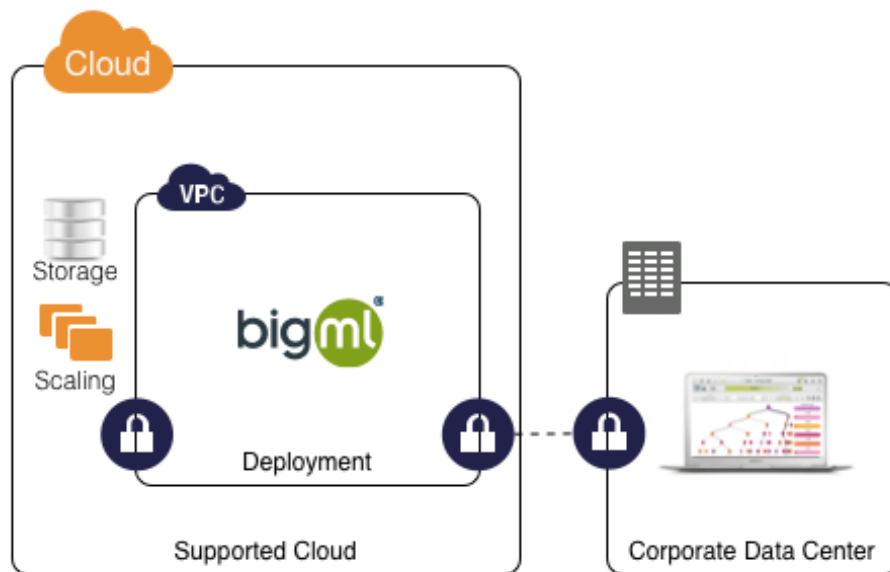 Cloud
VPC
Storage
bigml®
Scaling
Deployment
Supported Cloud
Corporate Data Center